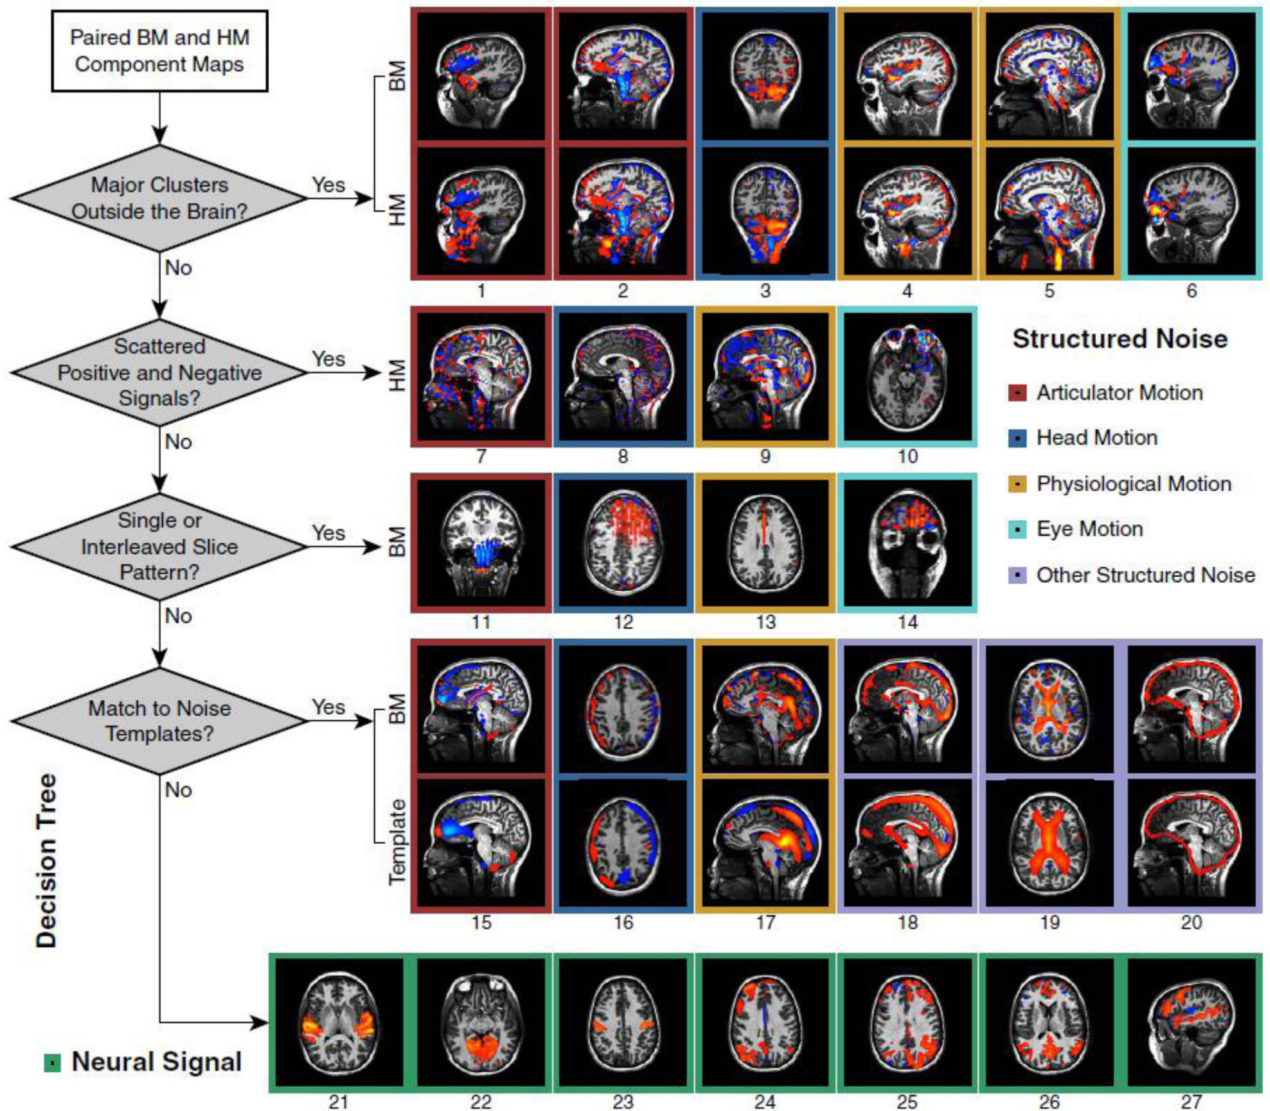 Paired BM and HM
Component Maps
Major Clusters
Outside the Brain?
Yes
No
BM
HM
1 2 3 4 5 6
Scattered
Positive and Negative
Signals?
Yes
No
HM
7 8 9 10
Structured Noise
Articulator Motion
Head Motion
Physiological Motion
Eye Motion
Other Structured Noise
Single or
Interleaved Slice
Pattern?
Yes
No
BM
11 12 13 14
Match to Noise
Templates?
Yes
No
BM
Template
15 16 17 18 19 20
Decision Tree
Neural Signal
21 22 23 24 25 26 27